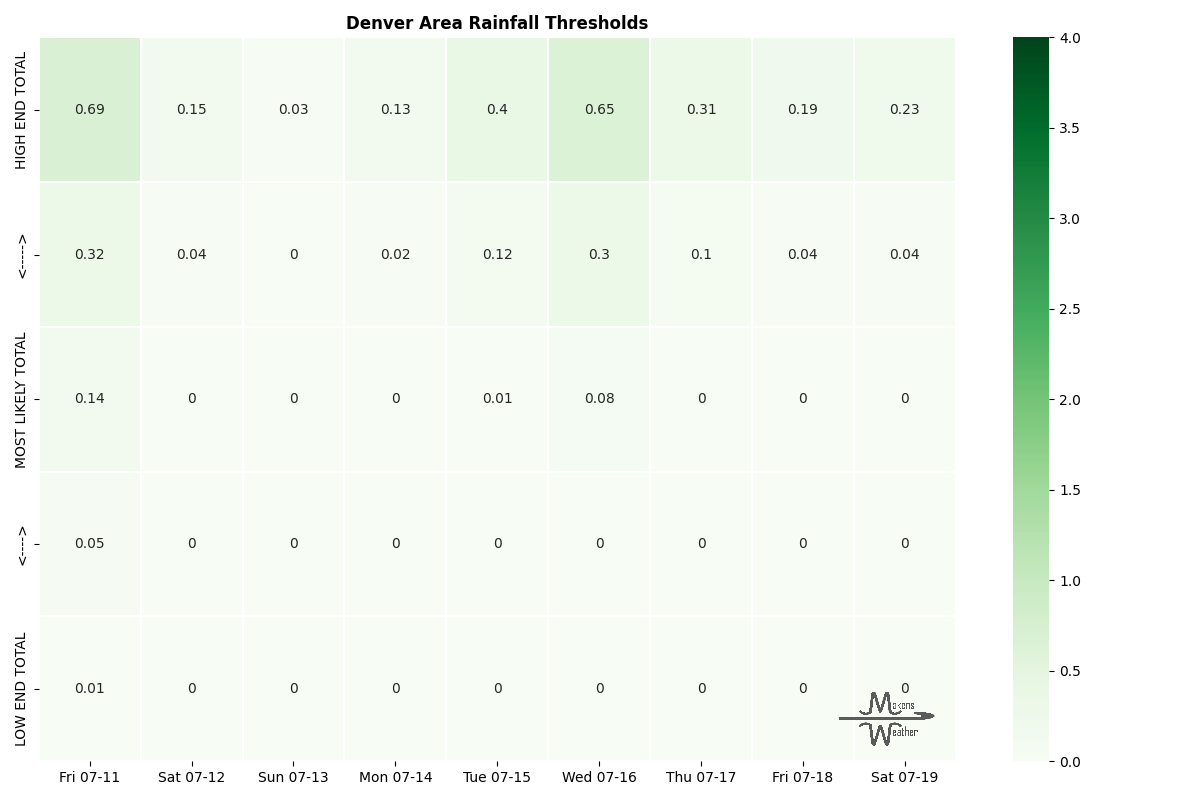 Denver Area Rainfall Thresholds
HIGH END TOTAL
0.69 0.15 0.03 0.13 0.4 0.65 0.31 0.19 0.23
<----->
0.32 0.04 0 0.02 0.12 0.3 0.1 0.04 0.04
MOST LIKELY TOTAL
0.14 0 0 0 0.01 0.08 0 0 0
<---->
0.05 0 0 0 0 0 0 0 0
LOW END TOTAL
0.01 0 0 0 0 0 0 0 0
Makens
Weather
Fri 07-11 Sat 07-12 Sun 07-13 Mon 07-14 Tue 07-15 Wed 07-16 Thu 07-17 Fri 07-18 Sat 07-19
4.0
3.5
3.0
2.5
2.0
1.5
1.0
0.5
0.0